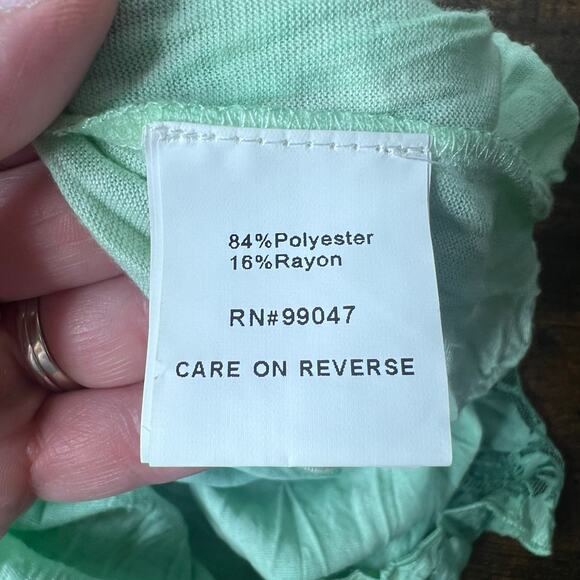 84%Polyester
16%Rayon
RN#99047
CARE ON REVERSE